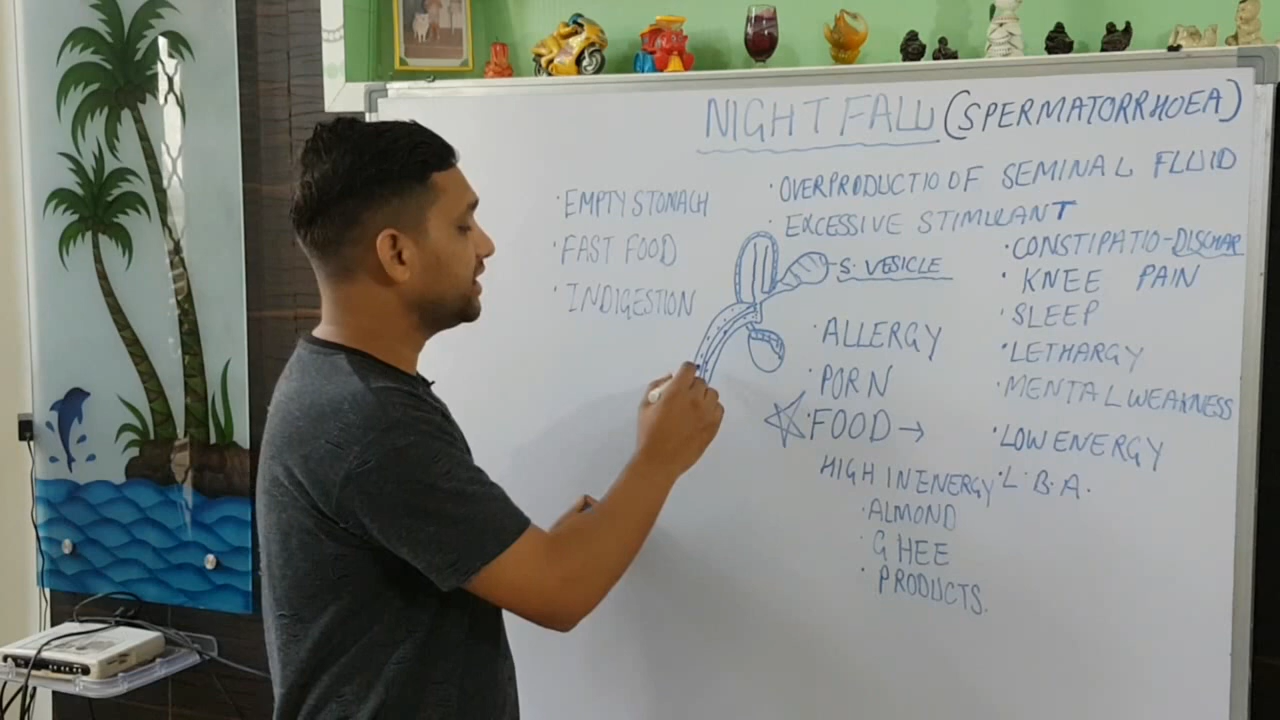 NIGHT FALL (SPERMATORRHOEA)
· EMPTY STOMACH
· FAST FOOD
· INDIGESTION
· OVERPRODUCTIO OF SEMINAL FLUID
· EXCESSIVE STIMULANT
S. VESICLE
· ALLERGY
· PORN
· FOOD →
HIGH IN ENERGY
· ALMOND
· GHEE
· PRODUCTS.
· CONSTIPATIO-DISCHAR
· KNEE PAIN
· SLEEP
· LETHARGY
· MENTAL WEAKNESS
· LOW ENERGY
· L.B.A.